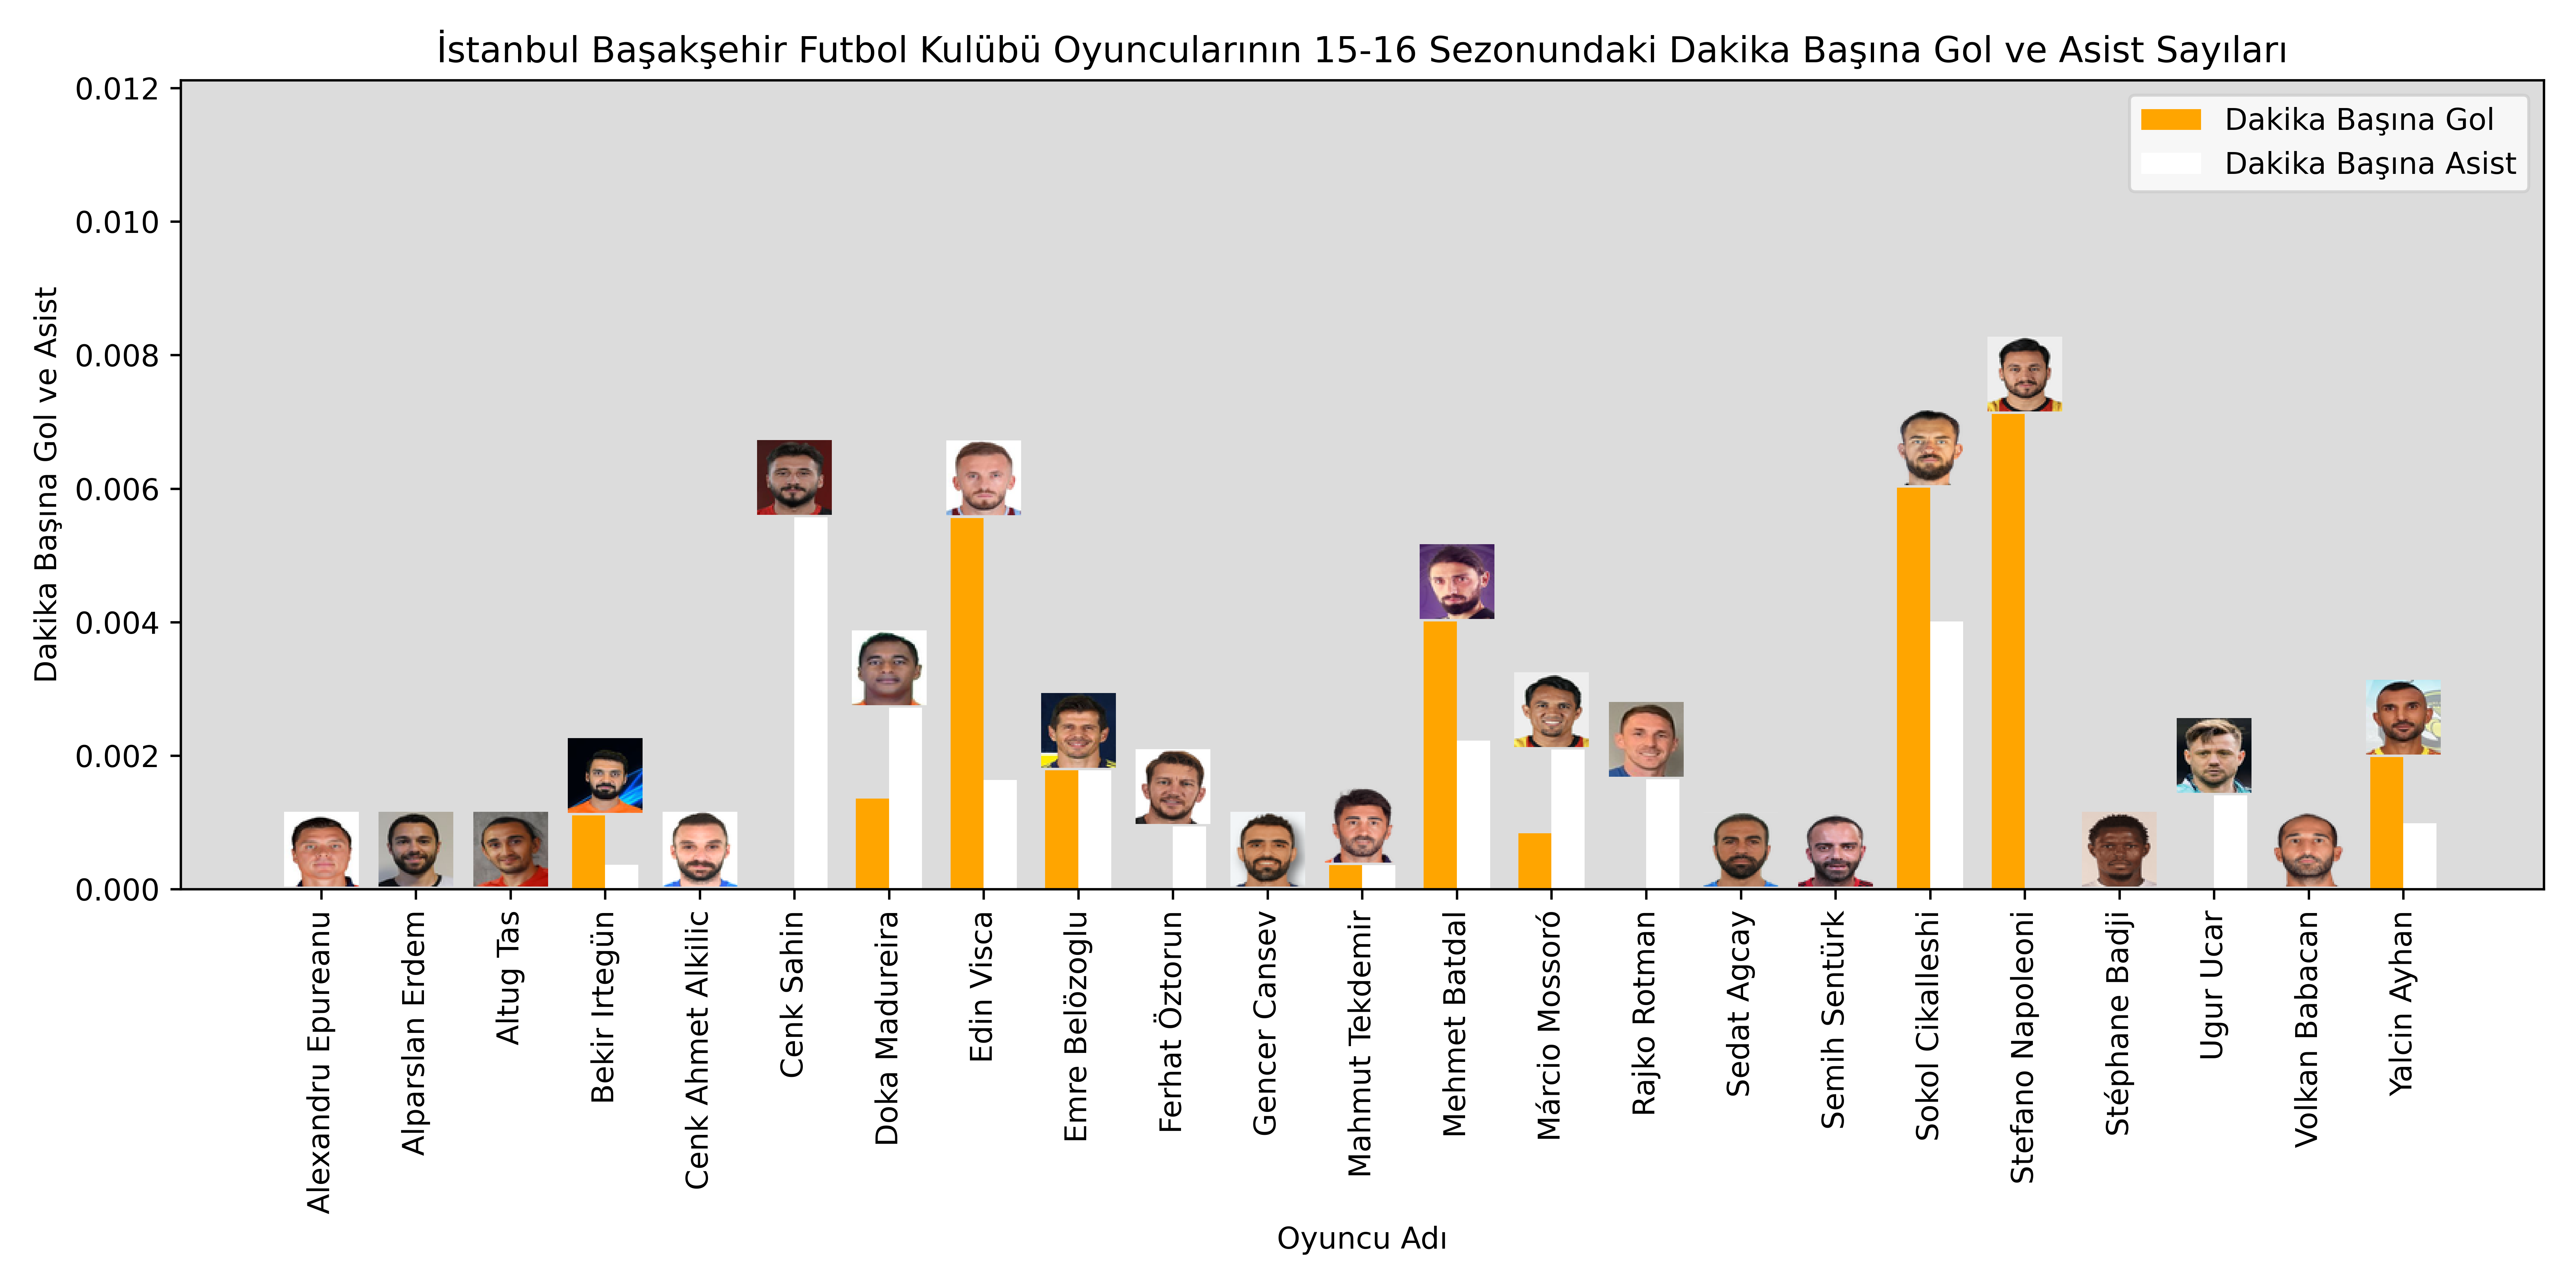 İstanbul Başakşehir Futbol Kulübü Oyuncularının 15-16 Sezonundaki Dakika Başına Gol ve Asist Sayıları
Dakika Başına Gol
Dakika Başına Asist
Dakika Başına Gol ve Asist
0.012
0.010
0.008
0.006
0.004
0.002
0.000
Alexandru Epureanu
Alparslan Erdem
Altug Tas
Bekir Irtegün
Cenk Ahmet Alkilic
Cenk Sahin
Doka Madureira
Edin Visca
Emre Belözoglu
Ferhat Öztorun
Gencer Cansev
Mahmut Tekdemir
Mehmet Batdal
Márcio Mossoró
Rajko Rotman
Sedat Agcay
Semih Sentürk
Sokol Cikalleshi
Stefano Napoleoni
Stéphane Badji
Ugur Ucar
Volkan Babacan
Yalcin Ayhan
Oyuncu Adı